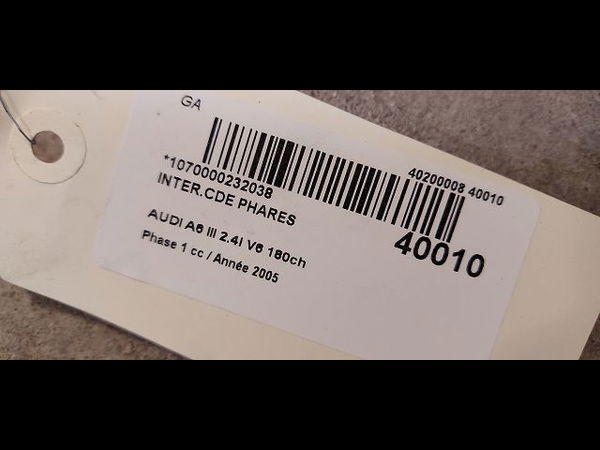 GA
*1070000232038
40200008 40010
INTER.CDE PHARES
40010
AUDI A6 III 2.4I V6 180ch
Phase 1 cc / Année 2005